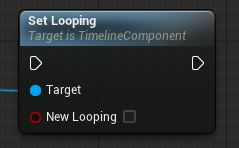 Set Looping
Target is TimelineComponent
Target
New Looping